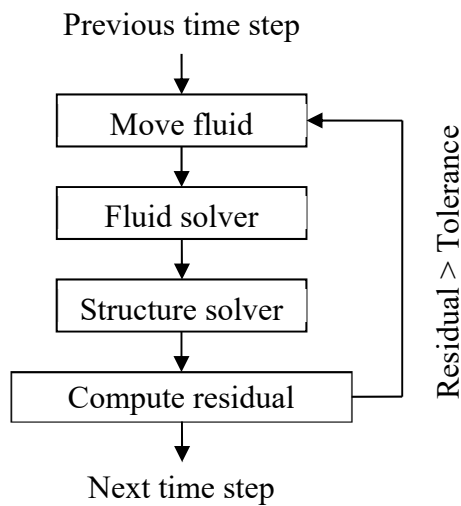 Previous time step
Move fluid
Fluid solver
Structure solver
Compute residual
Next time step
Residual > Tolerance